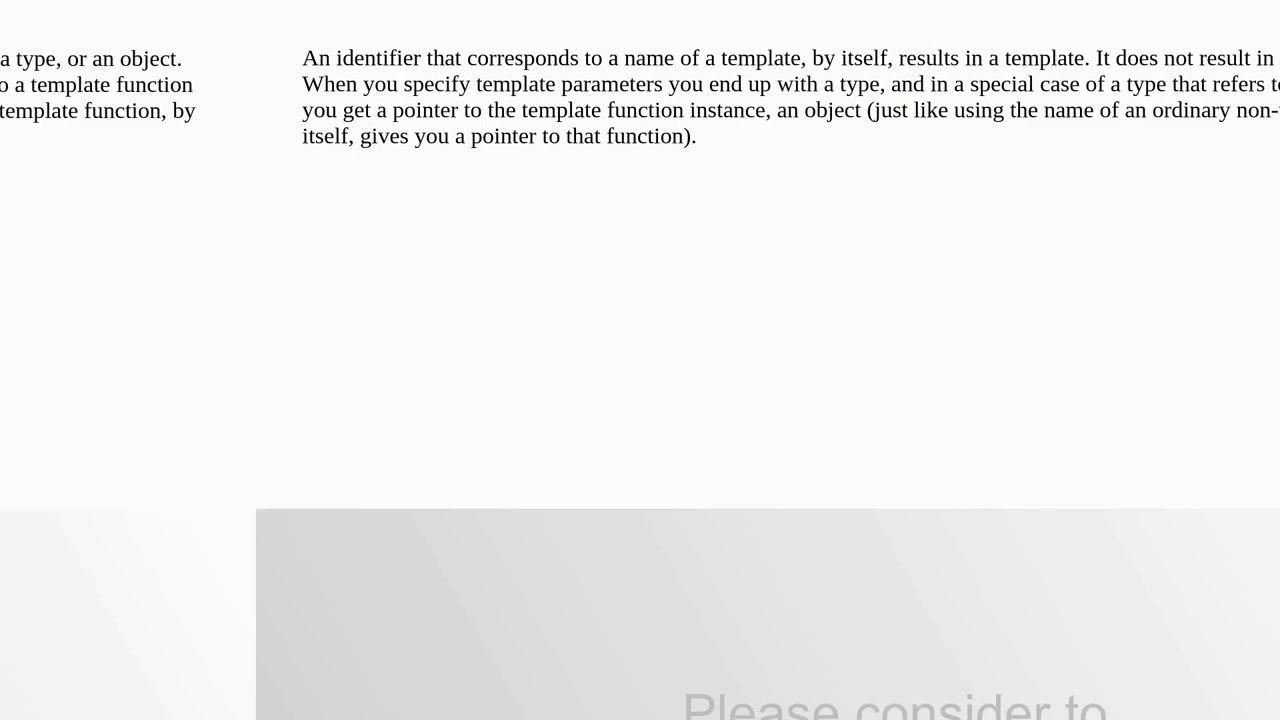 a type, or an object.
o a template function
template function, by
An identifier that corresponds to a name of a template, by itself, results in a template. It does not result in
When you specify template parameters you end up with a type, and in a special case of a type that refers to
you get a pointer to the template function instance, an object (just like using the name of an ordinary non-
itself, gives you a pointer to that function).
Please consider to